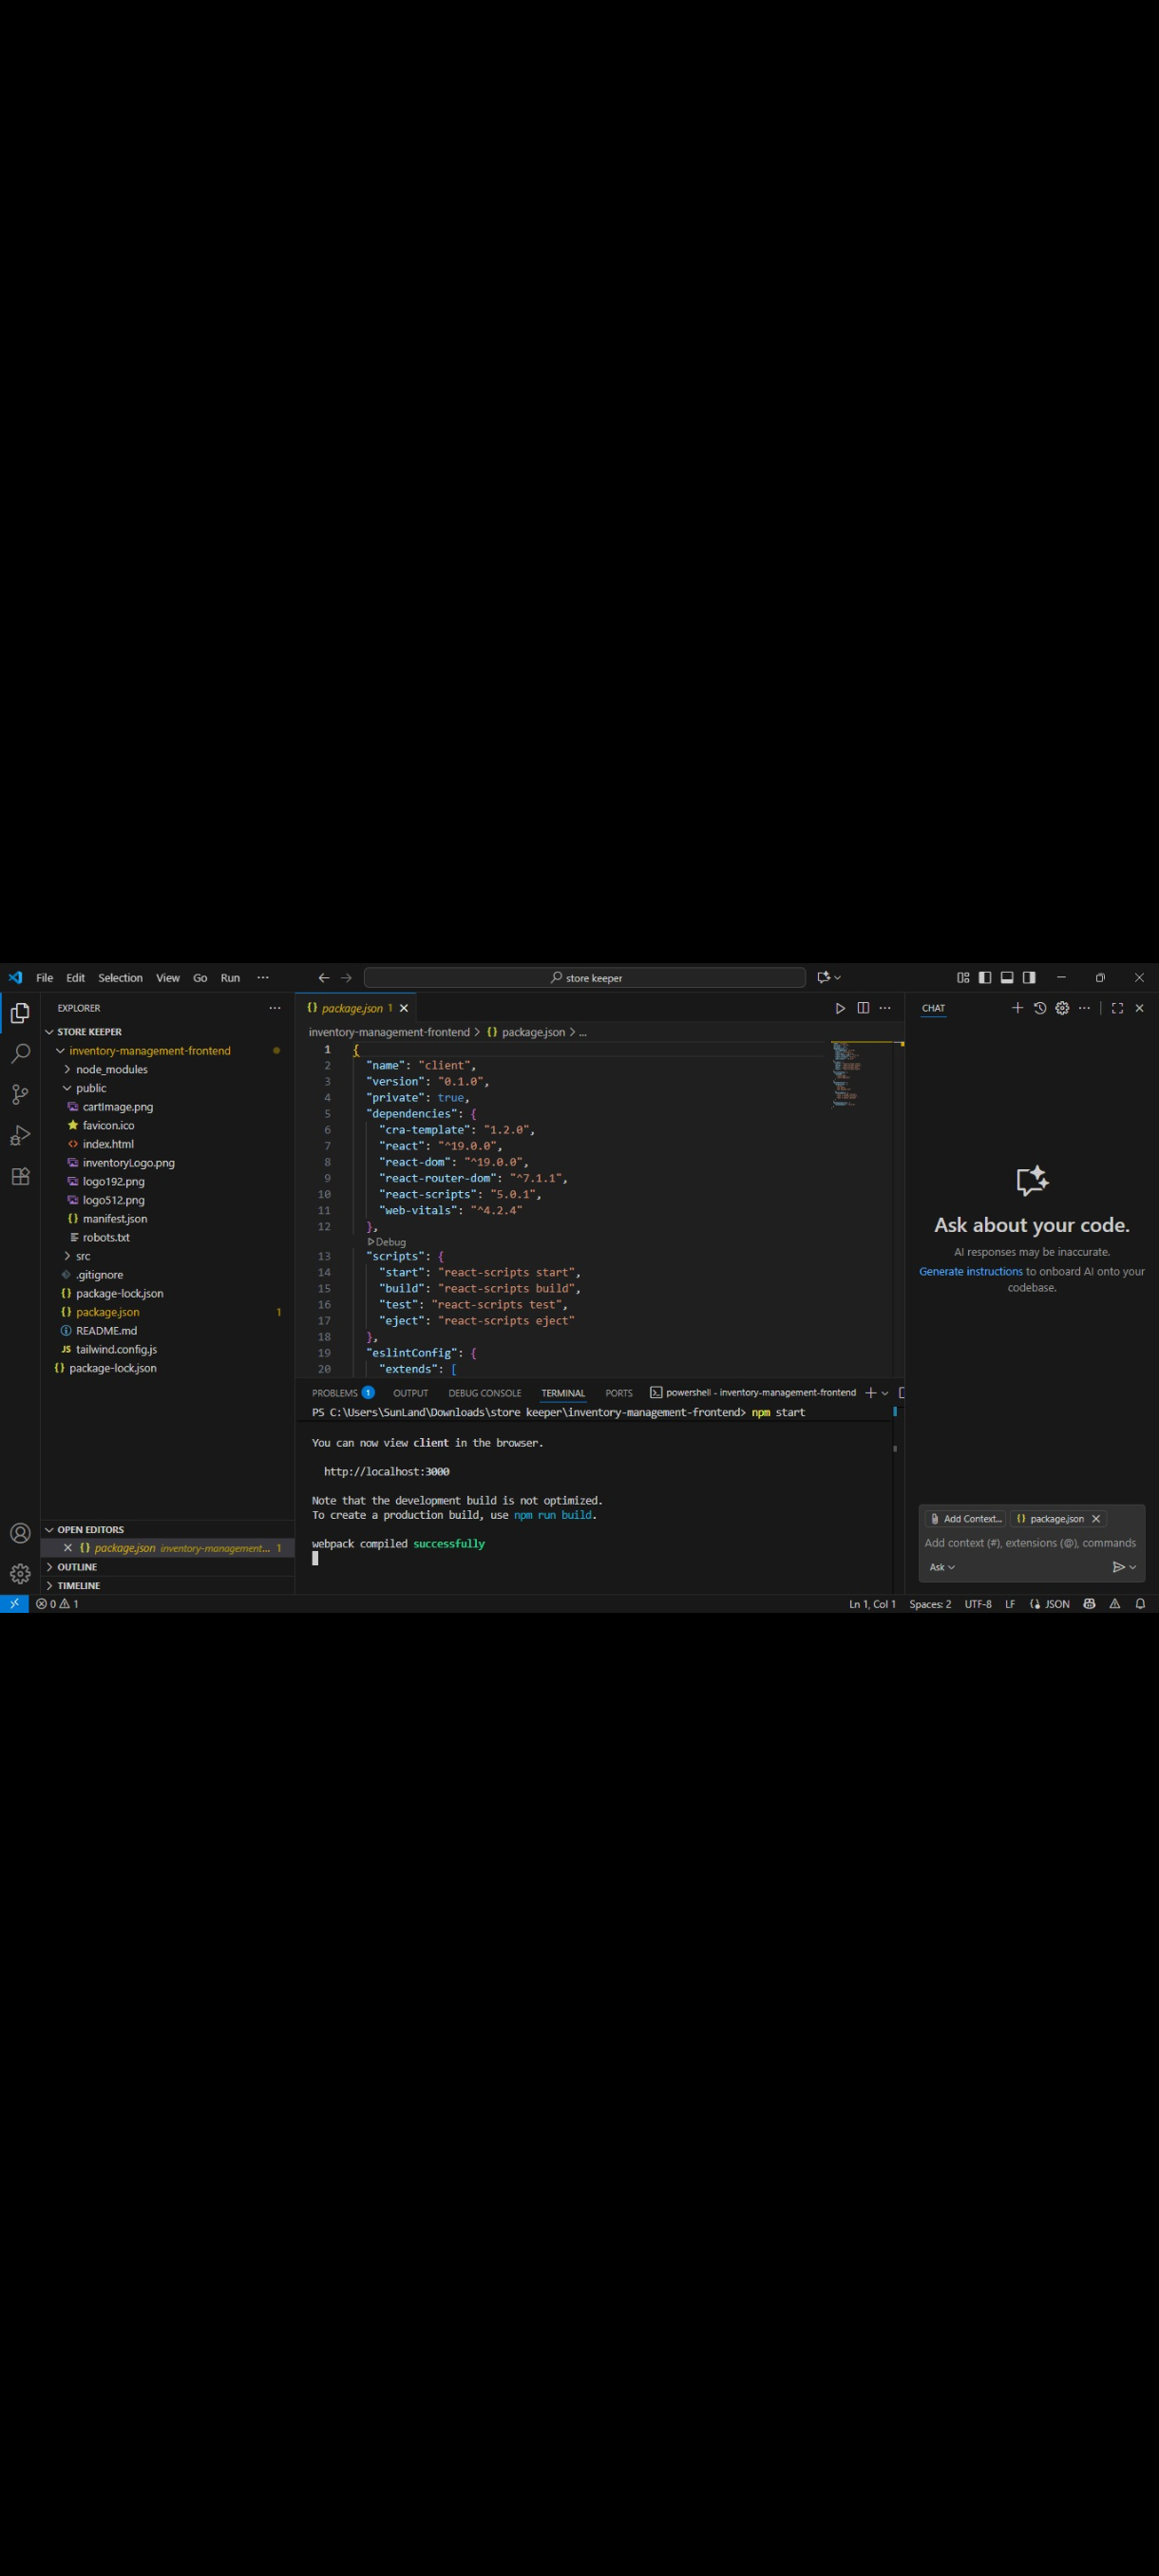 File Edit Selection View Go Run ...
store keeper
EXPLORER
STORE KEEPER
inventory-management-frontend
node_modules
public
cartImage.png
favicon.ico
index.html
inventoryLogo.png
logo192.png
logo512.png
manifest.json
robots.txt
src
.gitignore
package-lock.json
package.json 1
README.md
JS tailwind.config.js
package-lock.json
OPEN EDITORS
package.json inventory-management... 1
OUTLINE
TIMELINE
package.json 1
inventory-management-frontend > {} package.json > ...
1 {
2 "name": "client",
3 "version": "0.1.0",
4 "private": true,
5 "dependencies": {
6 "cra-template": "1.2.0",
7 "react": "^19.0.0",
8 "react-dom": "^19.0.0",
9 "react-router-dom": "^7.1.1",
10 "react-scripts": "5.0.1",
11 "web-vitals": "^4.2.4"
12 },
Debug
13 "scripts": {
14 "start": "react-scripts start",
15 "build": "react-scripts build",
16 "test": "react-scripts test",
17 "eject": "react-scripts eject"
18 },
19 "eslintConfig": {
20 "extends": [
PROBLEMS 1 OUTPUT DEBUG CONSOLE TERMINAL PORTS powershell - inventory-management-frontend
PS C:\Users\SunLand\Downloads\store keeper\inventory-management-frontend> npm start
You can now view client in the browser.
http://localhost:3000
Note that the development build is not optimized.
To create a production build, use npm run build.
webpack compiled successfully
CHAT
Ask about your code.
AI responses may be inaccurate.
Generate instructions to onboard AI onto your
codebase.
Add Context... {} package.json
Add context (#), extensions (@), commands
Ask
0 1
Ln 1, Col 1 Spaces: 2 UTF-8 LF {} JSON